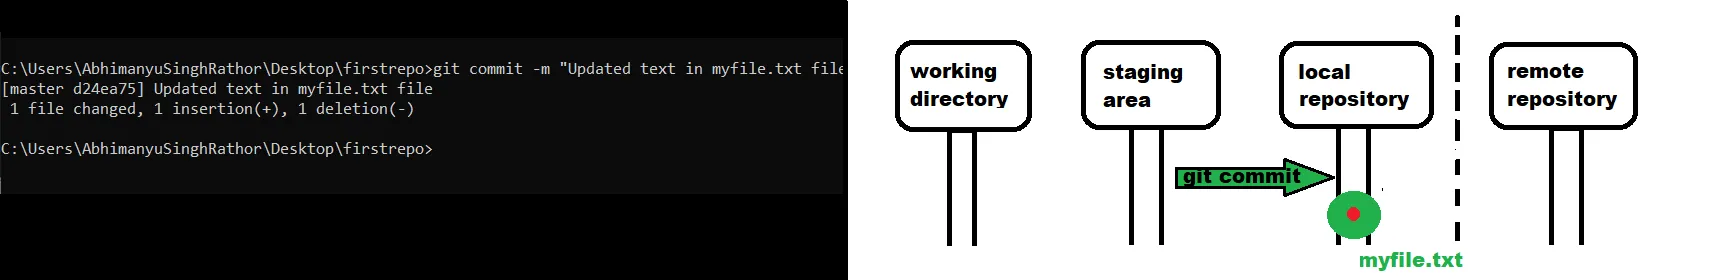 C:\Users\AbhimanyuSinghRathor\Desktop\firstrepo>git commit -m "Updated text in myfile.txt file
[master d24ea75] Updated text in myfile.txt file
1 file changed, 1 insertion(+), 1 deletion(-)
C:\Users\AbhimanyuSinghRathor\Desktop\firstrepo>
working
directory
staging
area
local
repository
remote
repository
git commit
myfile.txt